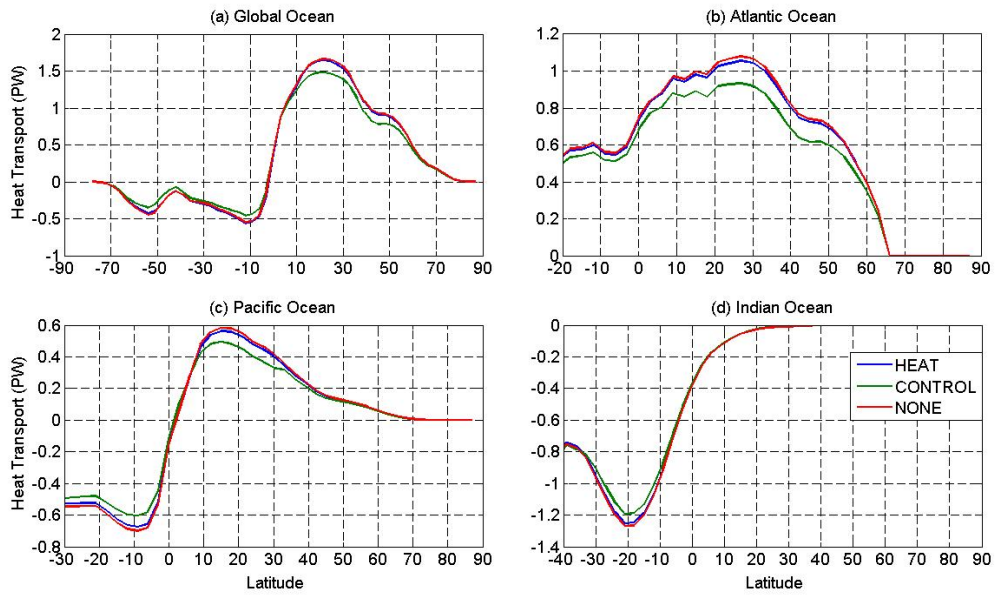 (a) Global Ocean
(b) Atlantic Ocean
Heat Transport (PW)
2
1.5
1
0.5
0
-0.5
-1
-90 -70 -50 -30 -10 10 30 50 70 90
1.2
1
0.8
0.6
0.4
0.2
0
-20 -10 0 10 20 30 40 50 60 70 80 90
(c) Pacific Ocean
(d) Indian Ocean
Heat Transport (PW)
0.6
0.4
0.2
0
-0.2
-0.4
-0.6
-0.8
-30 -20 -10 0 10 20 30 40 50 60 70 80 90
Latitude
0
-0.2
-0.4
-0.6
-0.8
-1
-1.2
-1.4
-40 -30 -20 -10 0 10 20 30 40 50 60 70 80 90
Latitude
HEAT
CONTROL
NONE